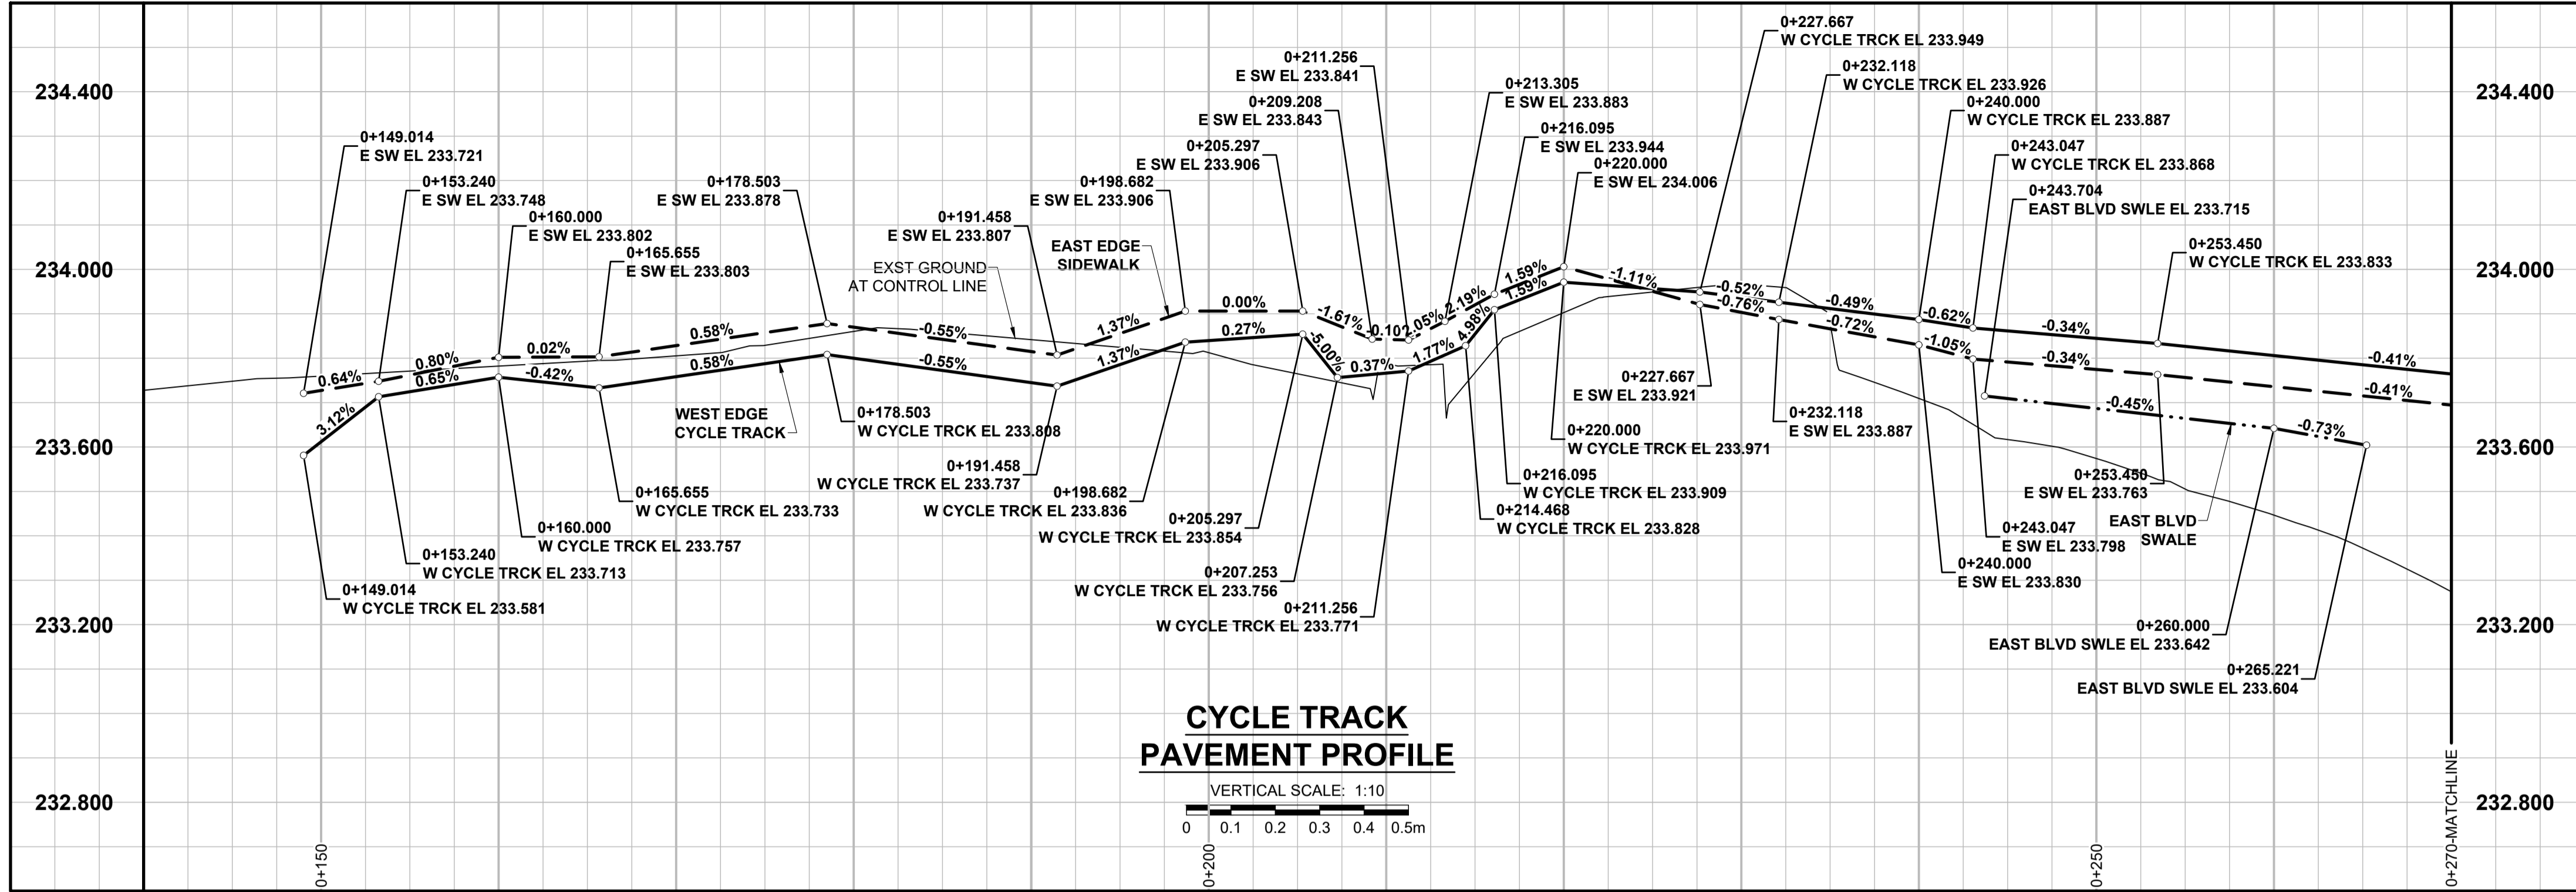 0+227.667
W CYCLE TRCK EL 233.949
0+211.256
E SW EL 233.841
0+232.118
W CYCLE TRCK EL 233.926
234.400
234.400
0+213.305
E SW EL 233.883
0+209.208
E SW EL 233.843
0+240.000
W CYCLE TRCK EL 233.887
0+149.014
E SW EL 233.721
0+216.095
E SW EL 233.944
0+205.297
E SW EL 233.906
0+243.047
W CYCLE TRCK EL 233.868
0+220.000
E SW EL 234.006
0+153.240
E SW EL 233.748
0+178.503
E SW EL 233.878
0+198.682
E SW EL 233.906
0+243.704
EAST BLVD SWLE EL 233.715
0+160.000
E SW EL 233.802
0+191.458
E SW EL 233.807
0+165.655
E SW EL 233.803
EAST EDGE
SIDEWALK
0+253.450
W CYCLE TRCK EL 233.833
234.000
EXST GROUND
AT CONTROL LINE
234.000
0.64%
0.80%
0.02%
0.58%
-0.55%
1.37%
0.00%
-1.61%
-0.10
2.05%
2.19%
1.59%
-1.11%
-0.76%
-0.72%
-1.05%
-0.34%
-0.41%
3.12%
0.65%
-0.42%
0.58%
-0.55%
1.37%
0.27%
-5.00%
0.37%
1.77%
4.98%
1.59%
-0.52%
-0.49%
-0.62%
-0.34%
-0.41%
-0.45%
-0.73%
WEST EDGE
CYCLE TRACK
0+178.503
W CYCLE TRCK EL 233.808
0+227.667
E SW EL 233.921
0+232.118
E SW EL 233.887
233.600
233.600
0+220.000
W CYCLE TRCK EL 233.971
0+191.458
W CYCLE TRCK EL 233.737
0+216.095
W CYCLE TRCK EL 233.909
0+253.450
E SW EL 233.763
0+165.655
W CYCLE TRCK EL 233.733
0+198.682
W CYCLE TRCK EL 233.836
0+214.468
W CYCLE TRCK EL 233.828
0+160.000
W CYCLE TRCK EL 233.757
0+205.297
W CYCLE TRCK EL 233.854
EAST BLVD
SWALE
0+243.047
E SW EL 233.798
0+153.240
W CYCLE TRCK EL 233.713
0+207.253
W CYCLE TRCK EL 233.756
0+240.000
E SW EL 233.830
0+149.014
W CYCLE TRCK EL 233.581
0+211.256
W CYCLE TRCK EL 233.771
233.200
233.200
0+260.000
EAST BLVD SWLE EL 233.642
0+265.221
EAST BLVD SWLE EL 233.604
CYCLE TRACK
PAVEMENT PROFILE
VERTICAL SCALE: 1:10
0 0.1 0.2 0.3 0.4 0.5m
232.800
232.800
0+150
0+200
0+250
0+270-MATCHLINE